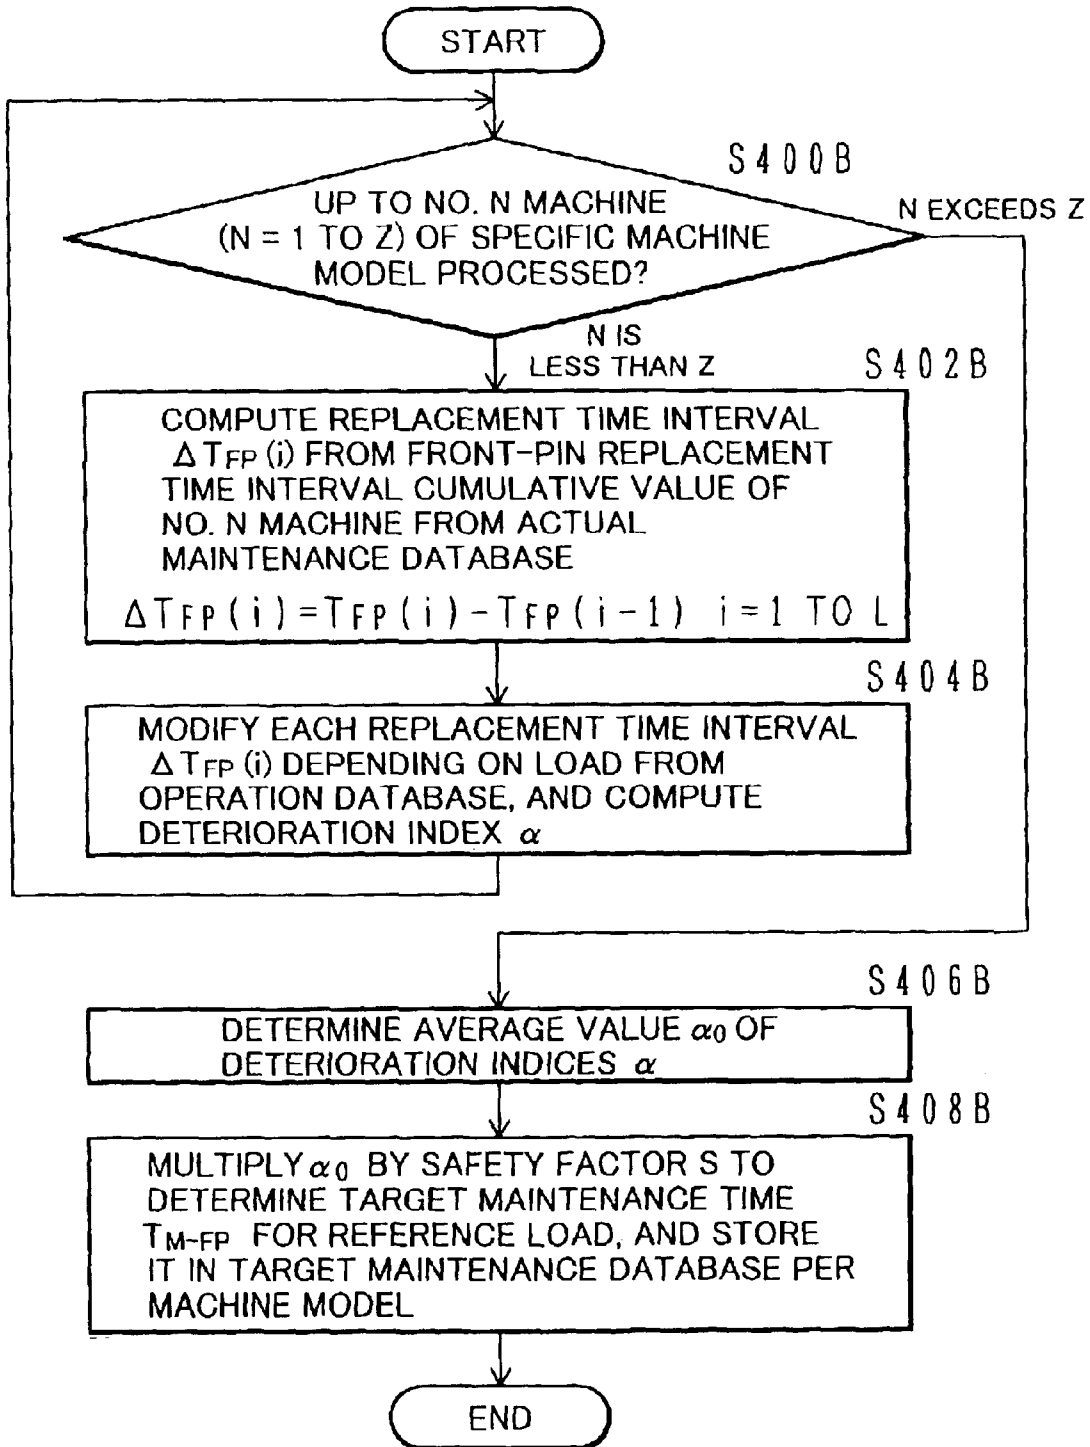 START
S400B
UP TO NO. N MACHINE
(N = 1 TO Z) OF SPECIFIC MACHINE
MODEL PROCESSED?
N EXCEEDS Z
N IS
LESS THAN Z
S402B
COMPUTE REPLACEMENT TIME INTERVAL
ΔTFP (i) FROM FRONT-PIN REPLACEMENT
TIME INTERVAL CUMULATIVE VALUE OF
NO. N MACHINE FROM ACTUAL
MAINTENANCE DATABASE
ΔTFP(i)=TFP(i)-TFP(i-1) i=1 TO L
S404B
MODIFY EACH REPLACEMENT TIME INTERVAL
ΔTFP (i) DEPENDING ON LOAD FROM
OPERATION DATABASE, AND COMPUTE
DETERIORATION INDEX α
S406B
DETERMINE AVERAGE VALUE α0 OF
DETERIORATION INDICES α
S408B
MULTIPLY α0 BY SAFETY FACTOR S TO
DETERMINE TARGET MAINTENANCE TIME
TM-FP FOR REFERENCE LOAD, AND STORE
IT IN TARGET MAINTENANCE DATABASE PER
MACHINE MODEL
END